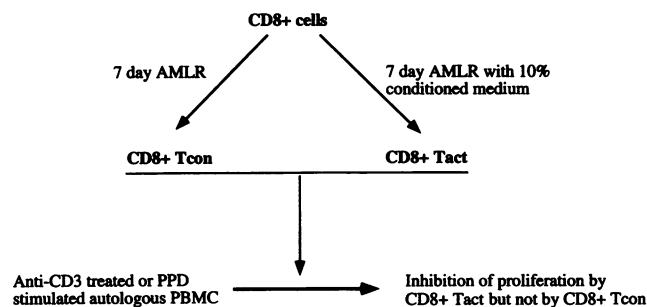 CD8+ cells
7 day AMLR
7 day AMLR with 10%
conditioned medium
CD8+ Tcon
CD8+ Tact
Anti-CD3 treated or PPD
stimulated autologous PBMC
Inhibition of proliferation by
CD8+ Tact but not by CD8+ Tcon